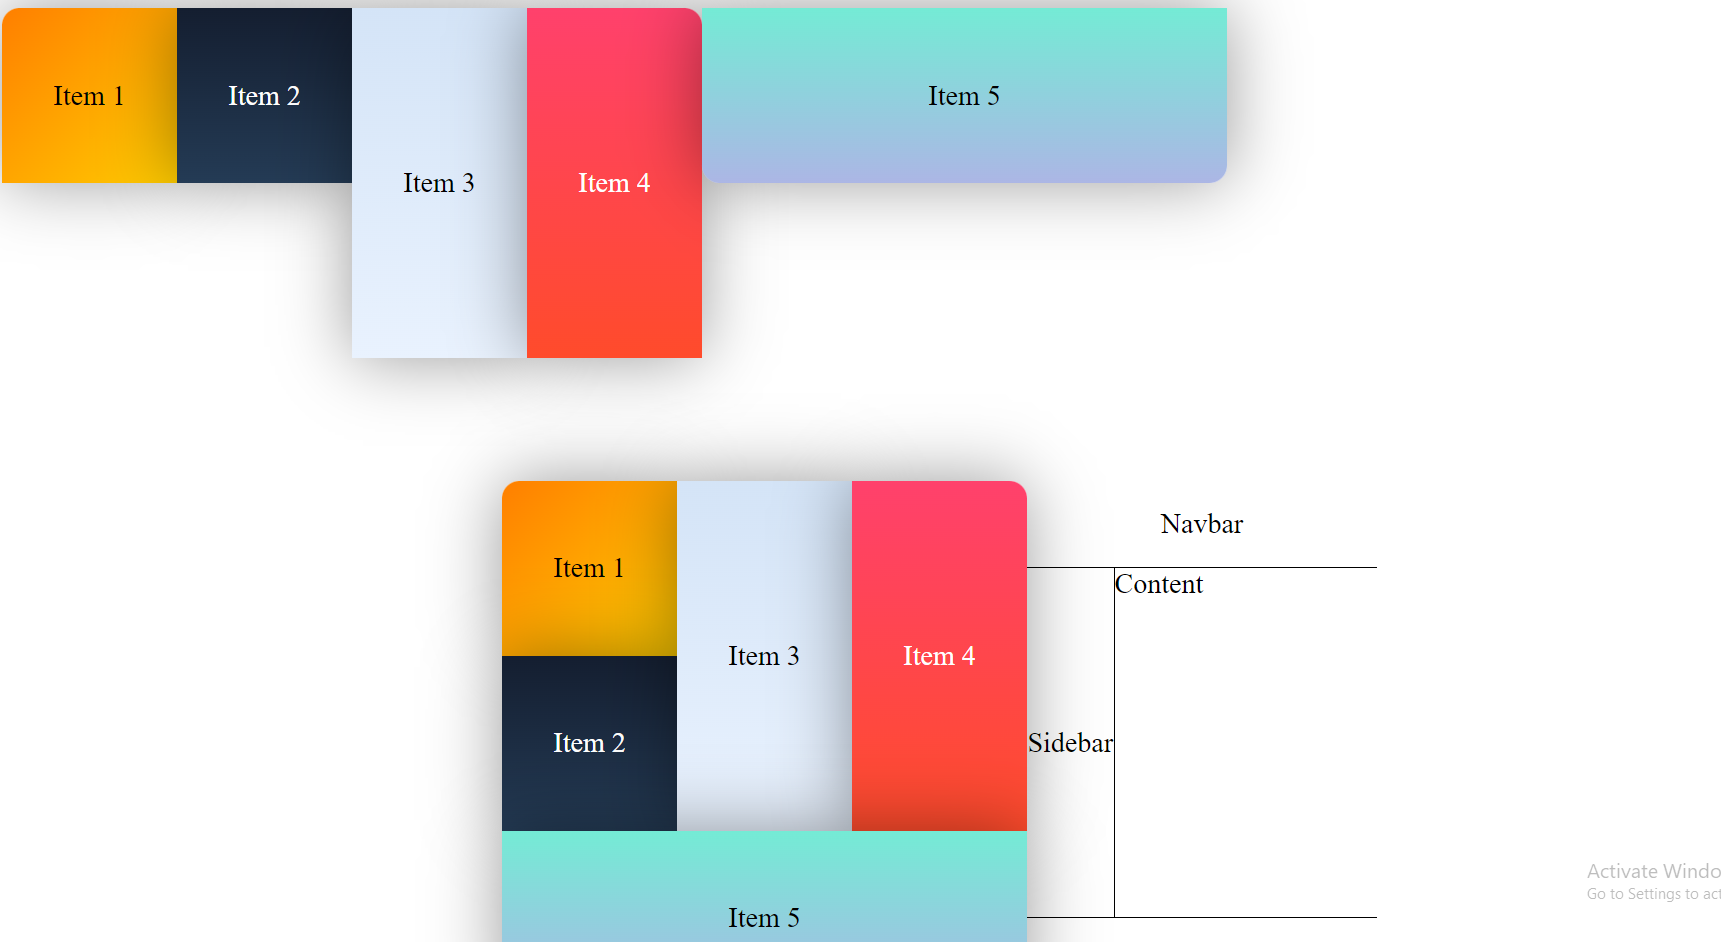 Item 1
Item 2
Item 3
Item 4
Item 5
Item 1
Item 2
Item 3
Item 4
Item 5
Navbar
Sidebar
Content
Activate Windo
Go to Settings to act